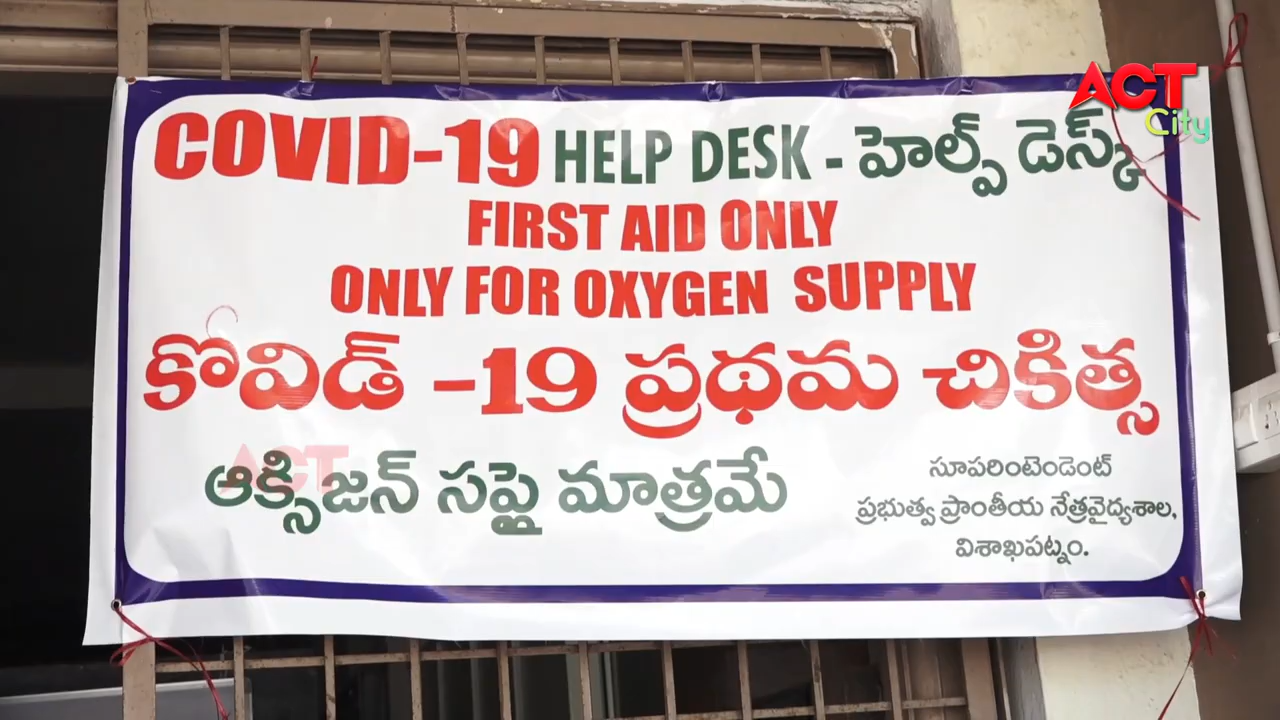 ACT
City
COVID-19 HELP DESK - హెల్ప్ డెస్క్
FIRST AID ONLY
ONLY FOR OXYGEN SUPPLY
కోవిడ్ -19 ప్రథమ చికిత్స
ఆక్సిజన్ సప్లై మాత్రమే
ACT
సూపరింటెండెంట్
ప్రభుత్వ ప్రాంతీయ నేత్రవైద్యశాల,
విశాఖపట్నం.